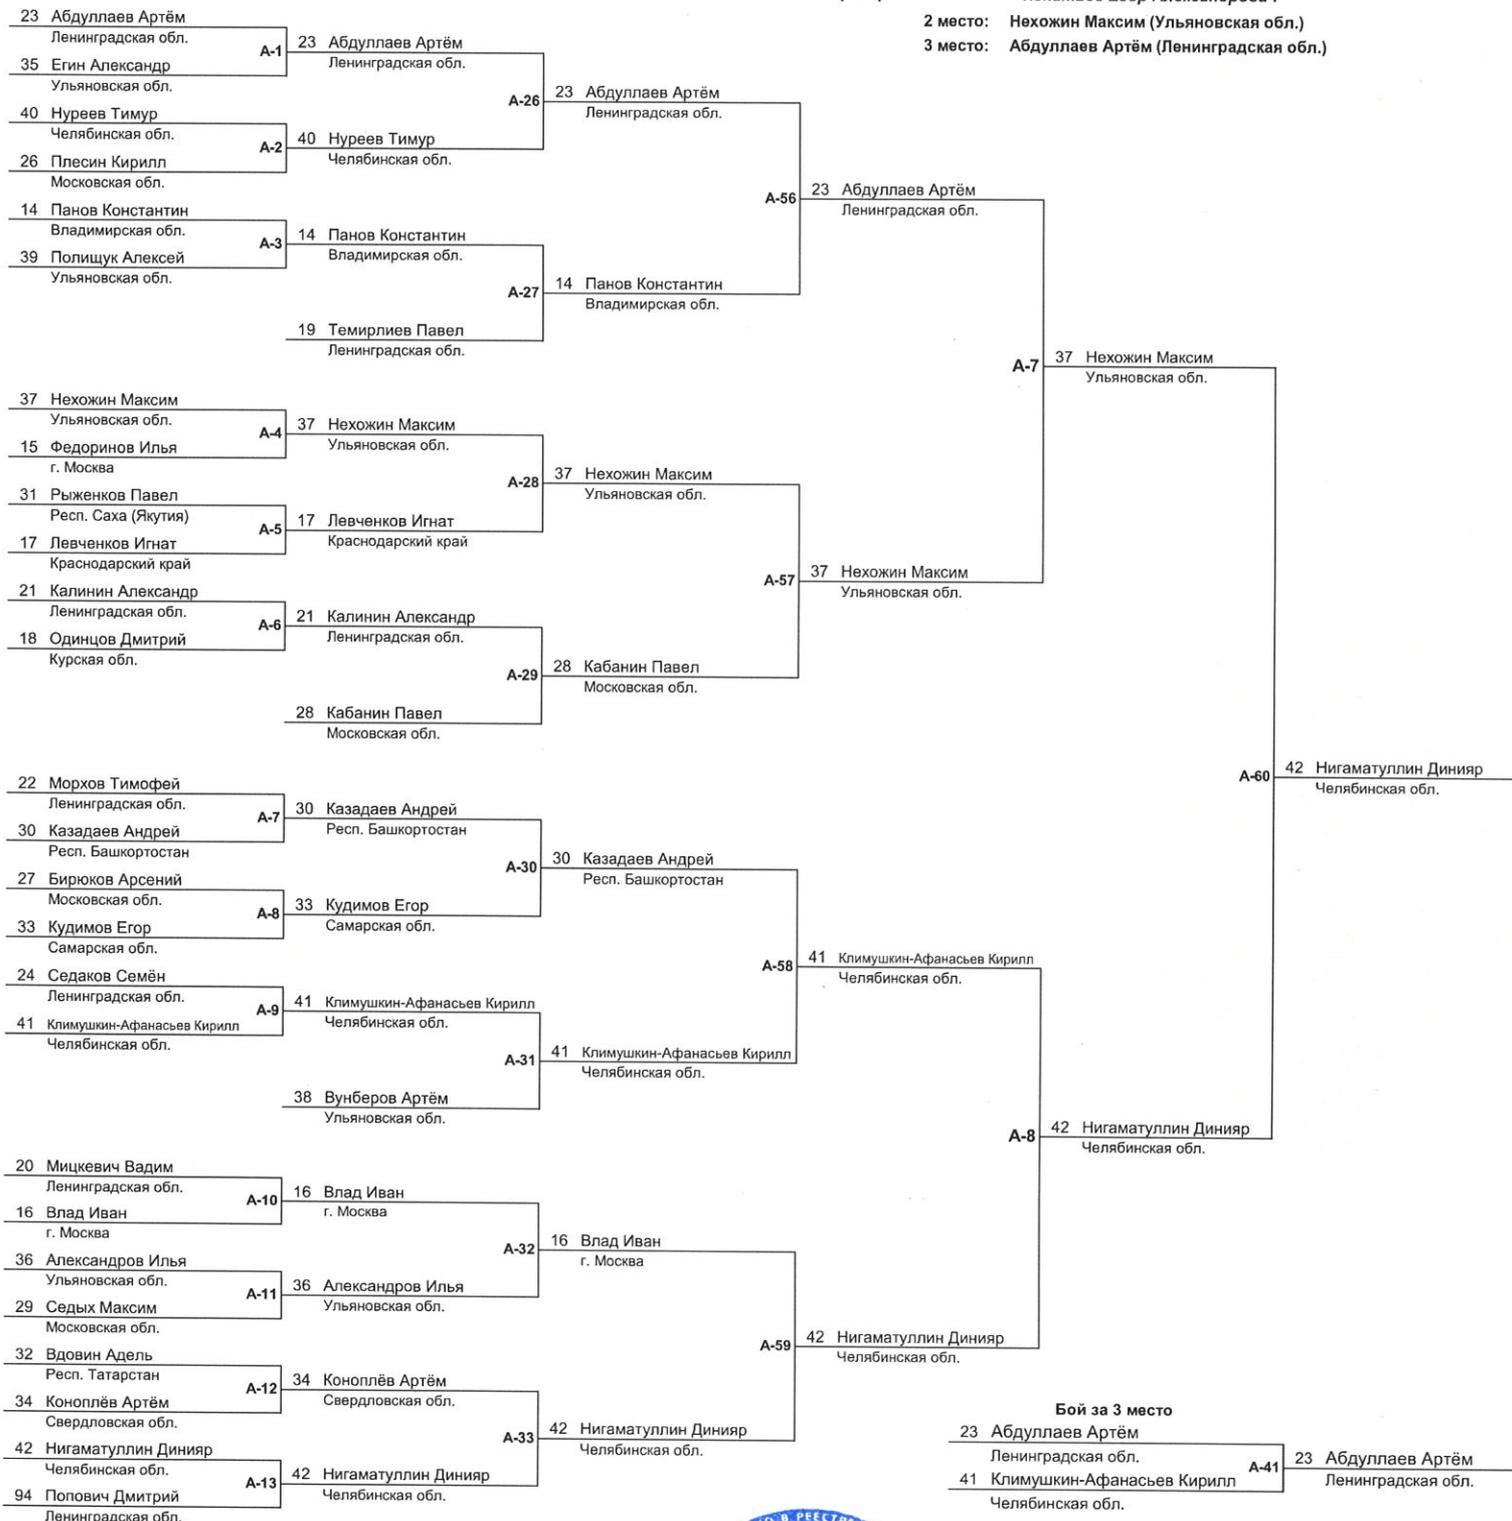 2 место: Нехожин Максим (Ульяновская обл.)
3 место: Абдуллаев Артём (Ленинградская обл.)
23 Абдуллаев Артём
Ленинградская обл.
А-1
35 Егин Александр
Ульяновская обл.
40 Нуреев Тимур
Челябинская обл.
А-2
26 Плесин Кирилл
Московская обл.
14 Панов Константин
Владимирская обл.
А-3
39 Полищук Алексей
Ульяновская обл.
37 Нехожин Максим
Ульяновская обл.
А-4
15 Федоринов Илья
г. Москва
31 Рыженков Павел
Респ. Саха (Якутия)
А-5
17 Левченков Игнат
Краснодарский край
21 Калинин Александр
Ленинградская обл.
А-6
18 Одинцов Дмитрий
Курская обл.
22 Морхов Тимофей
Ленинградская обл.
А-7
30 Казадаев Андрей
Респ. Башкортостан
27 Бирюков Арсений
Московская обл.
А-8
33 Кудимов Егор
Самарская обл.
24 Седаков Семён
Ленинградская обл.
А-9
41 Климушкин-Афанасьев Кирилл
Челябинская обл.
20 Мицкевич Вадим
Ленинградская обл.
А-10
16 Влад Иван
г. Москва
36 Александров Илья
Ульяновская обл.
А-11
29 Седых Максим
Московская обл.
32 Вдовин Адель
Респ. Татарстан
А-12
34 Коноплёв Артём
Свердловская обл.
42 Нигаматуллин Динияр
Челябинская обл.
А-13
94 Попович Дмитрий
Ленинградская обл.
23 Абдуллаев Артём
Ленинградская обл.
А-26
40 Нуреев Тимур
Челябинская обл.
14 Панов Константин
Владимирская обл.
А-27
19 Темирлиев Павел
Ленинградская обл.
37 Нехожин Максим
Ульяновская обл.
А-28
17 Левченков Игнат
Краснодарский край
21 Калинин Александр
Ленинградская обл.
А-29
28 Кабанин Павел
Московская обл.
30 Казадаев Андрей
Респ. Башкортостан
А-30
33 Кудимов Егор
Самарская обл.
41 Климушкин-Афанасьев Кирилл
Челябинская обл.
А-31
38 Вунберов Артём
Ульяновская обл.
16 Влад Иван
г. Москва
А-32
36 Александров Илья
Ульяновская обл.
34 Коноплёв Артём
Свердловская обл.
А-33
42 Нигаматуллин Динияр
Челябинская обл.
23 Абдуллаев Артём
Ленинградская обл.
А-56
14 Панов Константин
Владимирская обл.
37 Нехожин Максим
Ульяновская обл.
А-57
28 Кабанин Павел
Московская обл.
30 Казадаев Андрей
Респ. Башкортостан
А-58
41 Климушкин-Афанасьев Кирилл
Челябинская обл.
16 Влад Иван
г. Москва
А-59
42 Нигаматуллин Динияр
Челябинская обл.
23 Абдуллаев Артём
Ленинградская обл.
А-7
37 Нехожин Максим
Ульяновская обл.
41 Климушкин-Афанасьев Кирилл
Челябинская обл.
А-8
42 Нигаматуллин Динияр
Челябинская обл.
37 Нехожин Максим
Ульяновская обл.
А-60
42 Нигаматуллин Динияр
Челябинская обл.
42 Нигаматуллин Динияр
Челябинская обл.
Бой за 3 место
23 Абдуллаев Артём
Ленинградская обл.
А-41
41 Климушкин-Афанасьев Кирилл
Челябинская обл.
23 Абдуллаев Артём
Ленинградская обл.
В РЕЕСТР